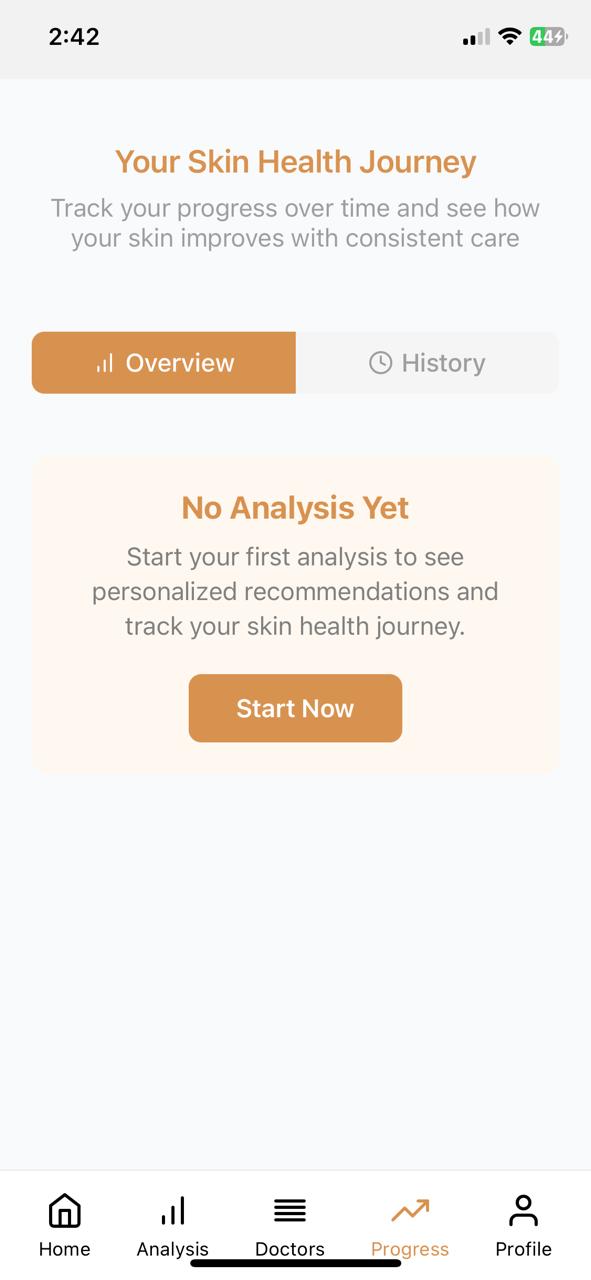 2:42
44
Your Skin Health Journey
Track your progress over time and see how
your skin improves with consistent care
Overview
History
No Analysis Yet
Start your first analysis to see
personalized recommendations and
track your skin health journey.
Start Now
Home
Analysis
Doctors
Progress
Profile